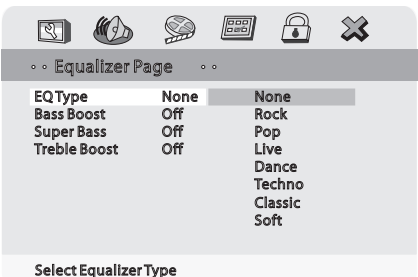 Equalizer Page
EQ Type None None
Bass Boost Off Rock
Super Bass Off Pop
Treble Boost Off Live
Dance
Techno
Classic
Soft
Select Equalizer Type